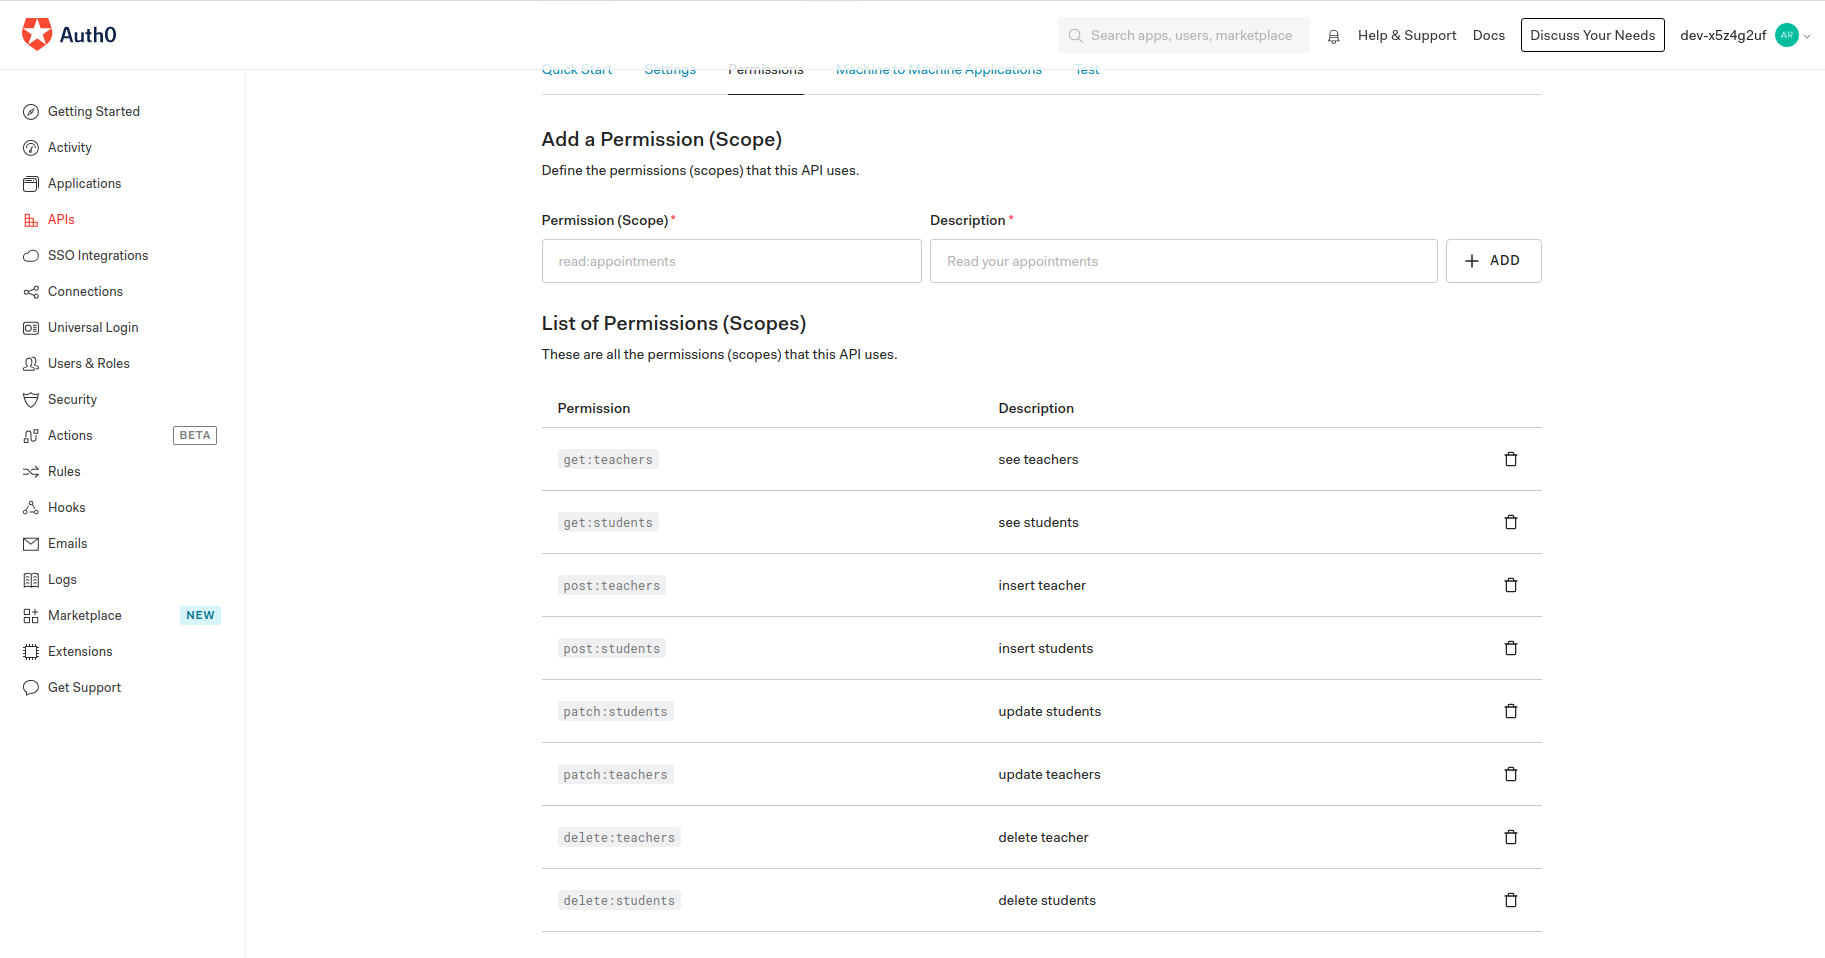 Auth0
Search apps, users, marketplace
Help & Support
Docs
Discuss Your Needs
dev-x5z4g2uf
AR
Quick Start
Settings
Permissions
Machine to Machine Applications
Test
Getting Started
Activity
Applications
APIs
SSO Integrations
Connections
Universal Login
Users & Roles
Security
Actions
BETA
Rules
Hooks
Emails
Logs
Marketplace
NEW
Extensions
Get Support
Add a Permission (Scope)
Define the permissions (scopes) that this API uses.
Permission (Scope) *
Description *
read:appointments
Read your appointments
+ ADD
List of Permissions (Scopes)
These are all the permissions (scopes) that this API uses.
Permission Description
get:teachers see teachers
get:students see students
post:teachers insert teacher
post:students insert students
patch:students update students
patch:teachers update teachers
delete:teachers delete teacher
delete:students delete students